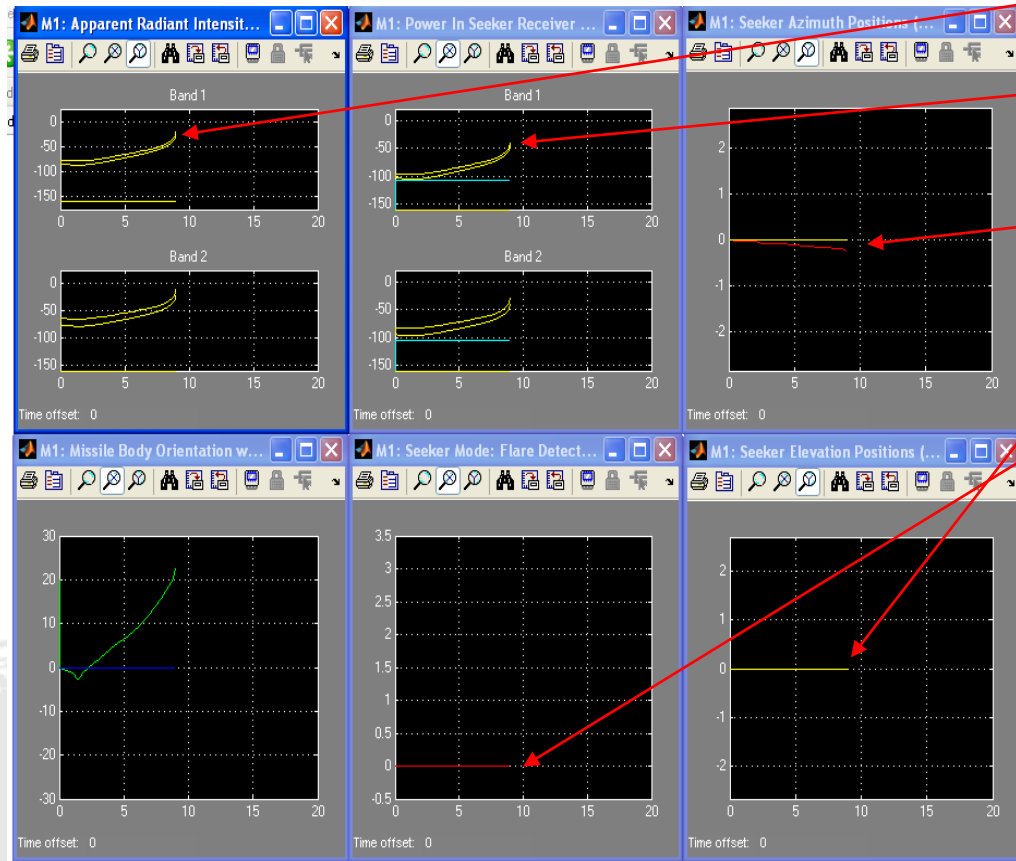 M1: Apparent Radiant Intensit...
Band 1
0
-50
-100
-150
0 5 10 15 20
Band 2
0
-50
-100
-150
0 5 10 15 20
Time offset: 0
M1: Power In Seeker Receiver ...
Band 1
0
-50
-100
-150
0 5 10 15 20
Band 2
0
-50
-100
-150
0 5 10 15 20
Time offset: 0
M1: Seeker Azimuth Positions (...
2
1
0
-1
-2
0 5 10 15 20
Time offset: 0
M1: Missile Body Orientation w...
30
20
10
0
-10
-20
-30
0 5 10 15 20
Time offset: 0
M1: Seeker Mode: Flare Detect...
3.5
3
2.5
2
1.5
1
0.5
0
-0.5
0 5 10 15 20
Time offset: 0
M1: Seeker Elevation Positions (...
2
1
0
-1
-2
0 5 10 15 20
Time offset: 0